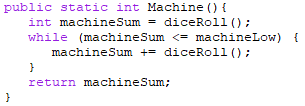 public static int Machine(){
   int machineSum = diceRoll();
   while (machineSum <= machineLow) {
      machineSum += diceRoll();
   }
   return machineSum;
}